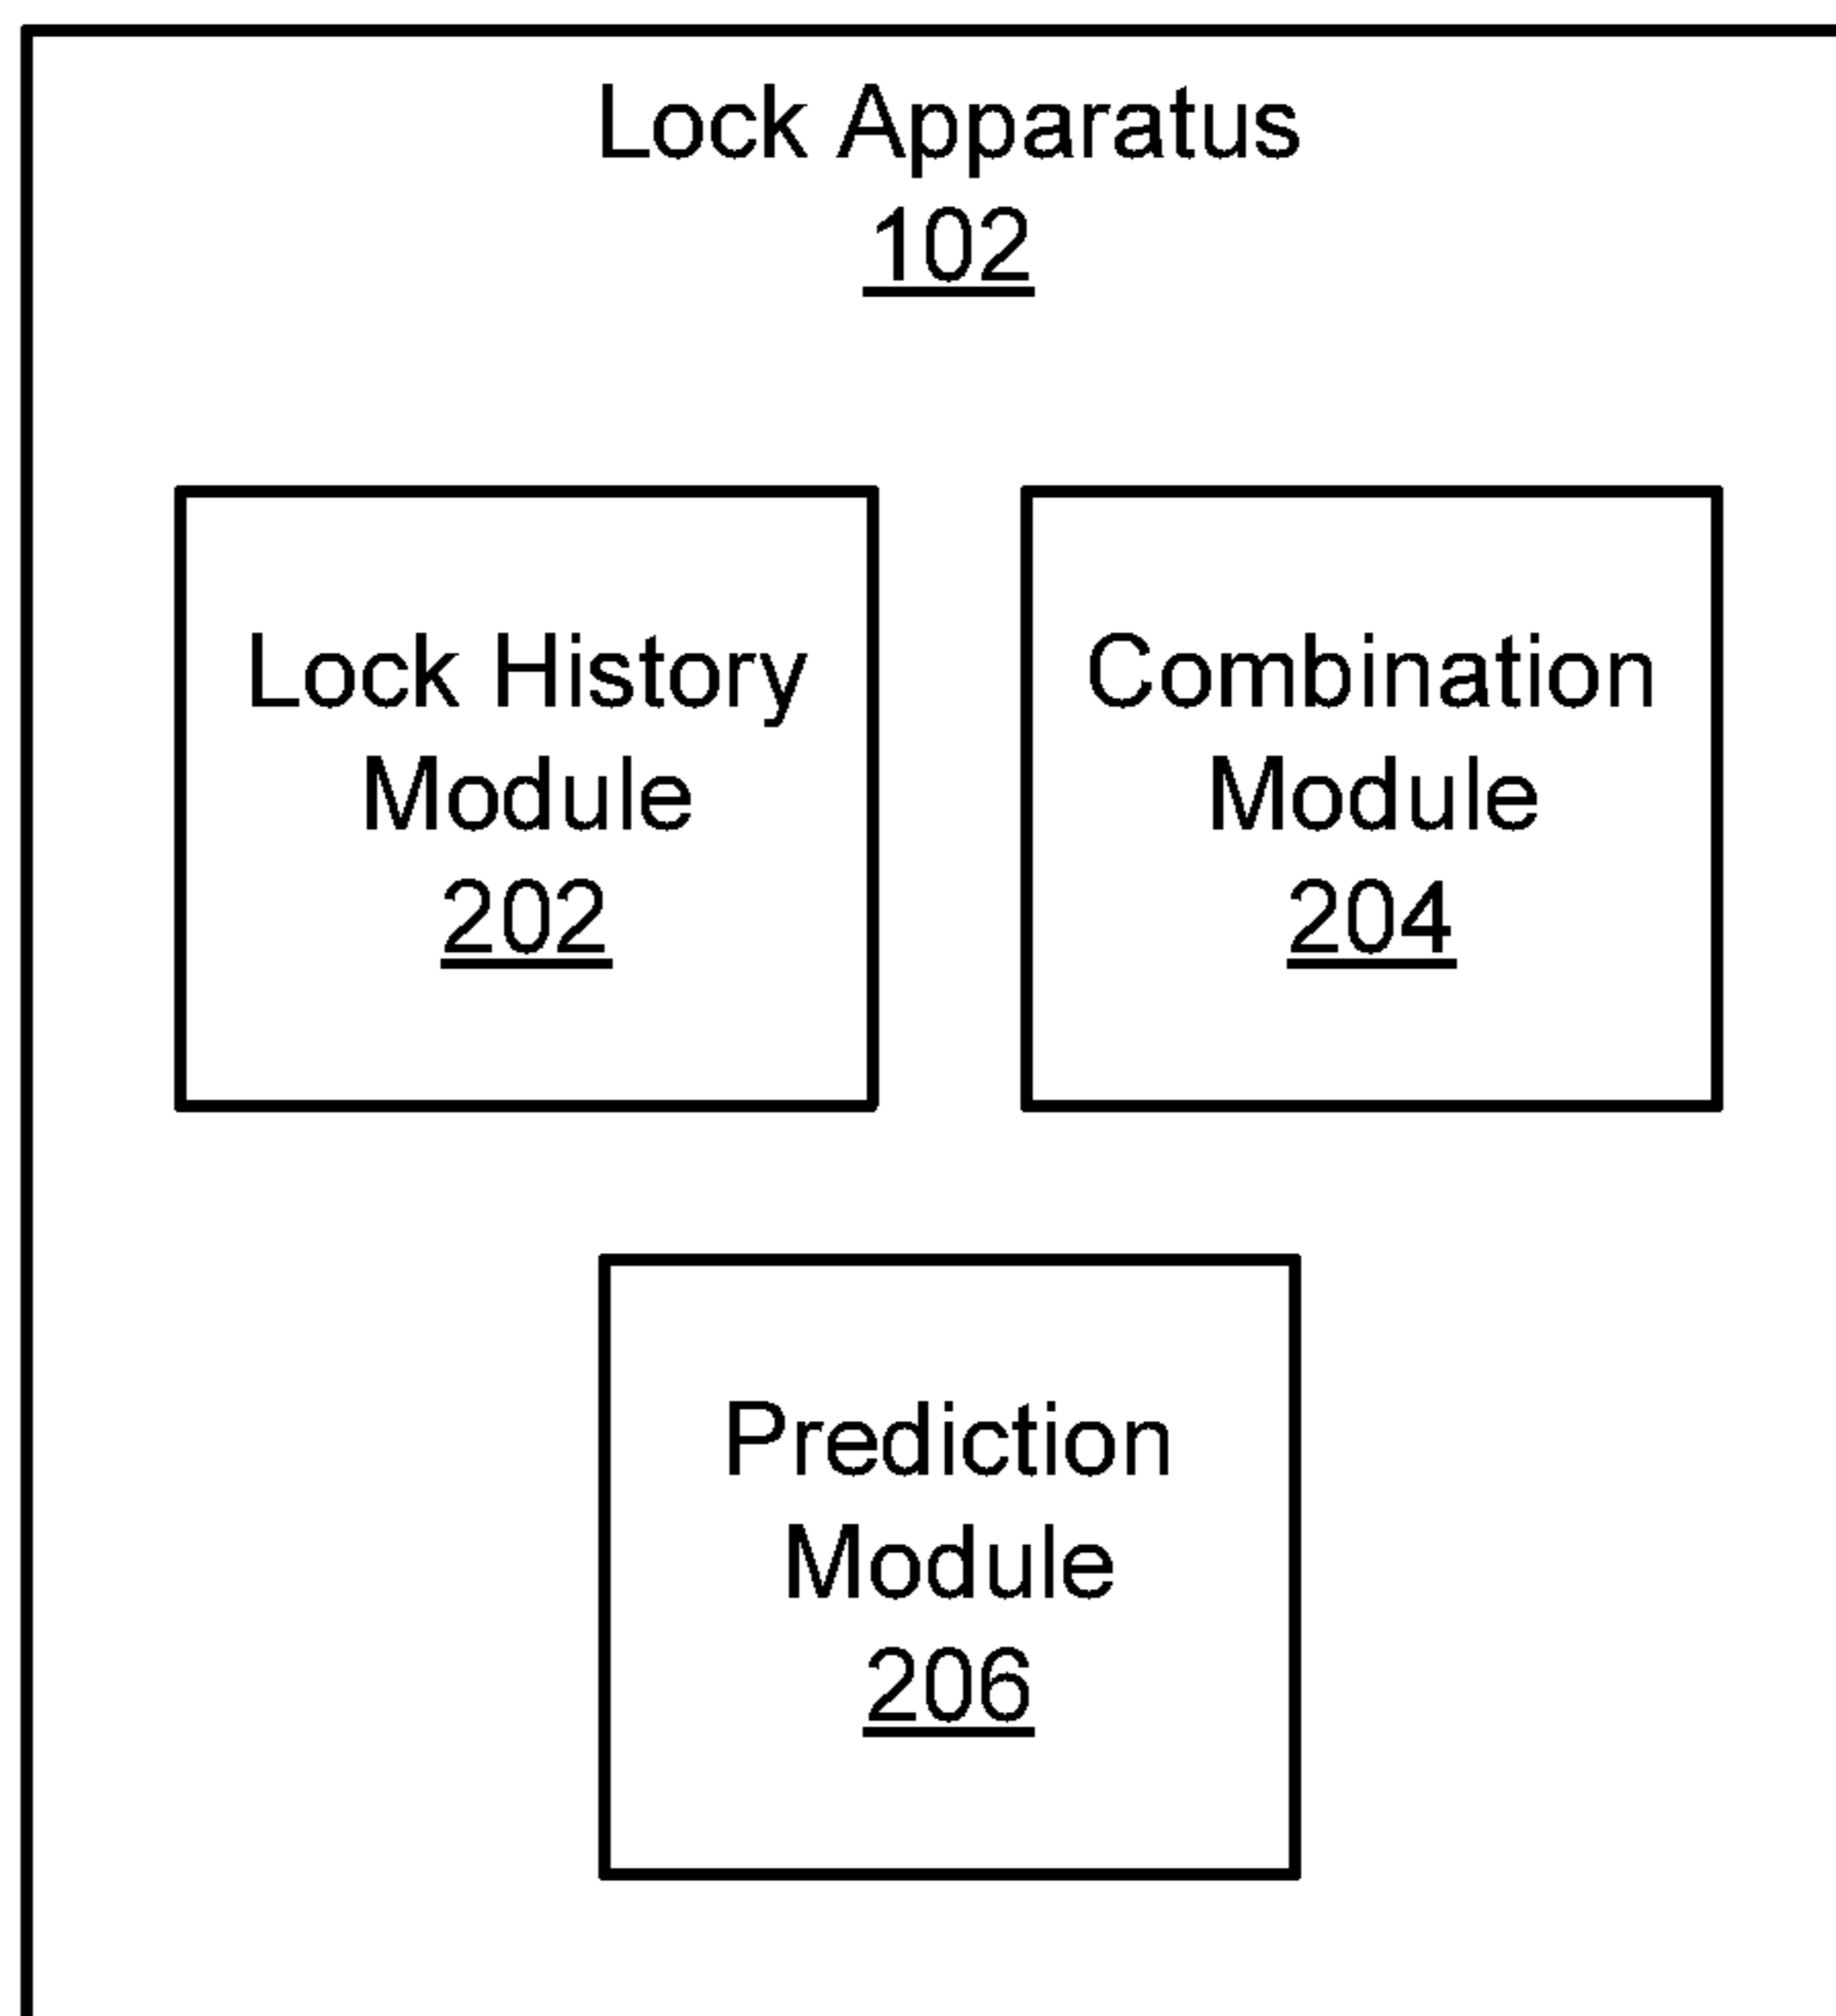 Lock Apparatus
102
Lock History
Module
202
Combination
Module
204
Prediction
Module
206